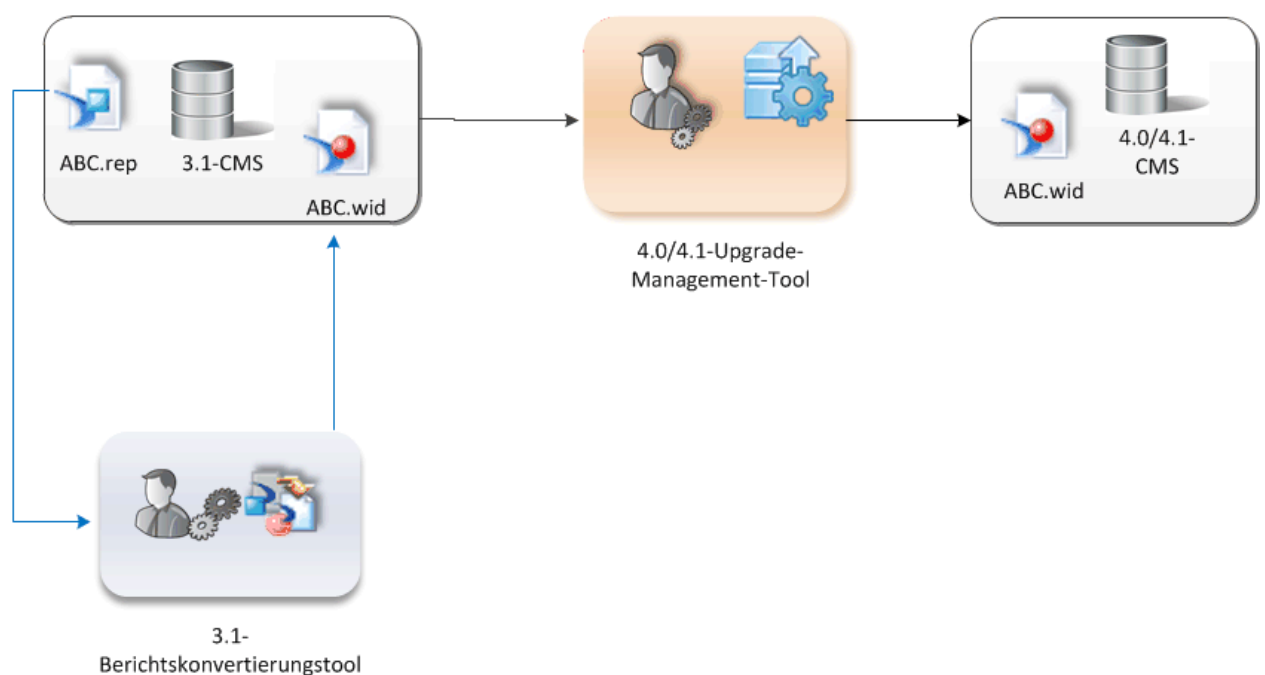 ABC.rep
3.1-CMS
ABC.wid
4.0/4.1-Upgrade-
Management-Tool
ABC.wid
4.0/4.1-
CMS
3.1-
Berichtskonvertierungstool